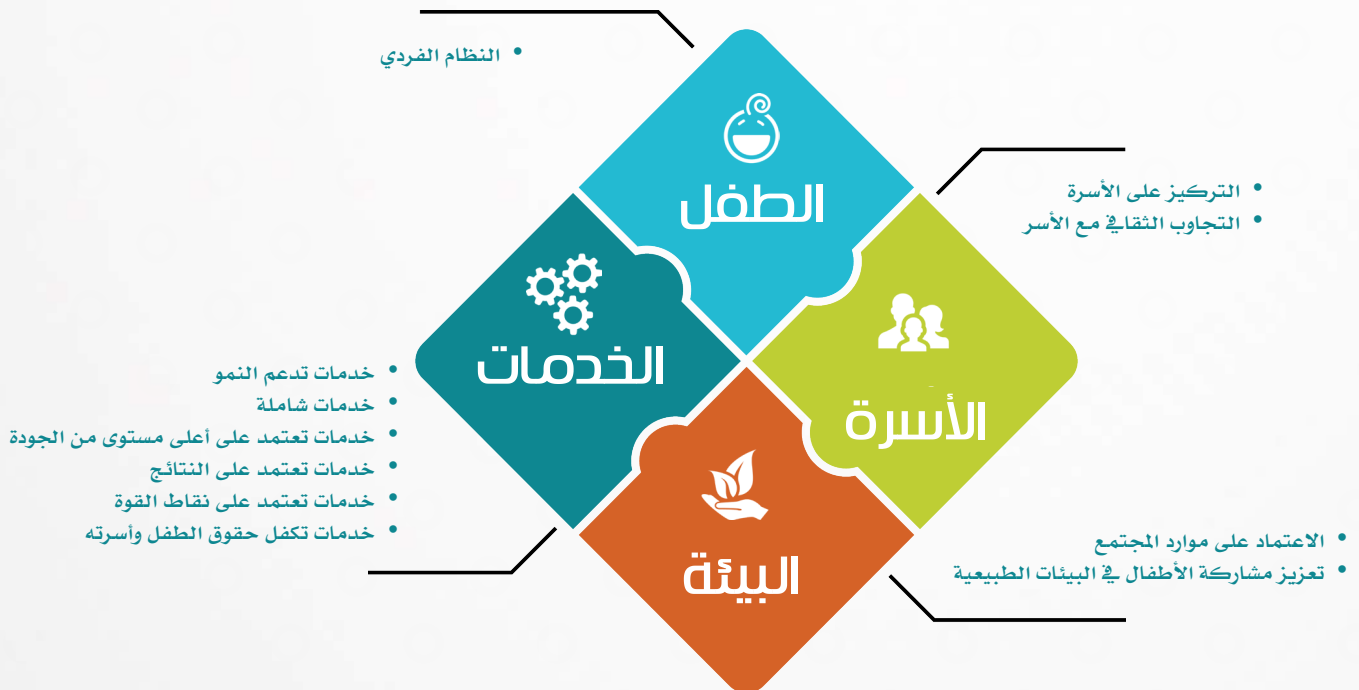 النظام الفردي
الطفل
التركيز على الأسرة
التجاوب الثقافي مع الأسر
الأسرة
الخدمات
خدمات تدعم النمو
خدمات شاملة
خدمات تعتمد على أعلى مستوى من الجودة
خدمات تعتمد على النتائج
خدمات تعتمد على نقاط القوة
خدمات تكفل حقوق الطفل وأسرته
البيئة
الاعتماد على موارد المجتمع
تعزيز مشاركة الأطفال في البيئات الطبيعية